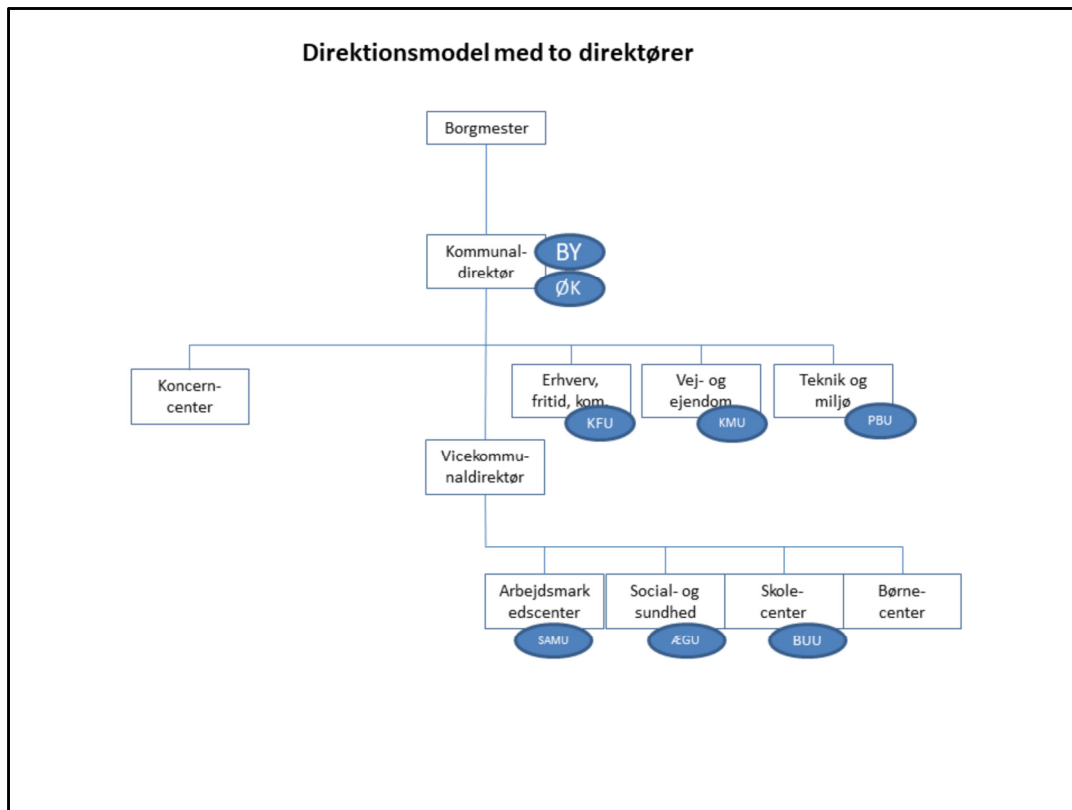 Direktionsmodel med to direktører
Borgmester
Kommunal-
direktør
BY
ØK
Koncern-
center
Erhverv,
fritid, kom.
KFU
Vej- og
ejendom
KMU
Teknik og
miljø
PBU
Vicekommu-
naldirektør
Arbejdsmark
edscenter
SAMU
Social- og
sundhed
ÆGU
Skole-
center
BUU
Børne-
center